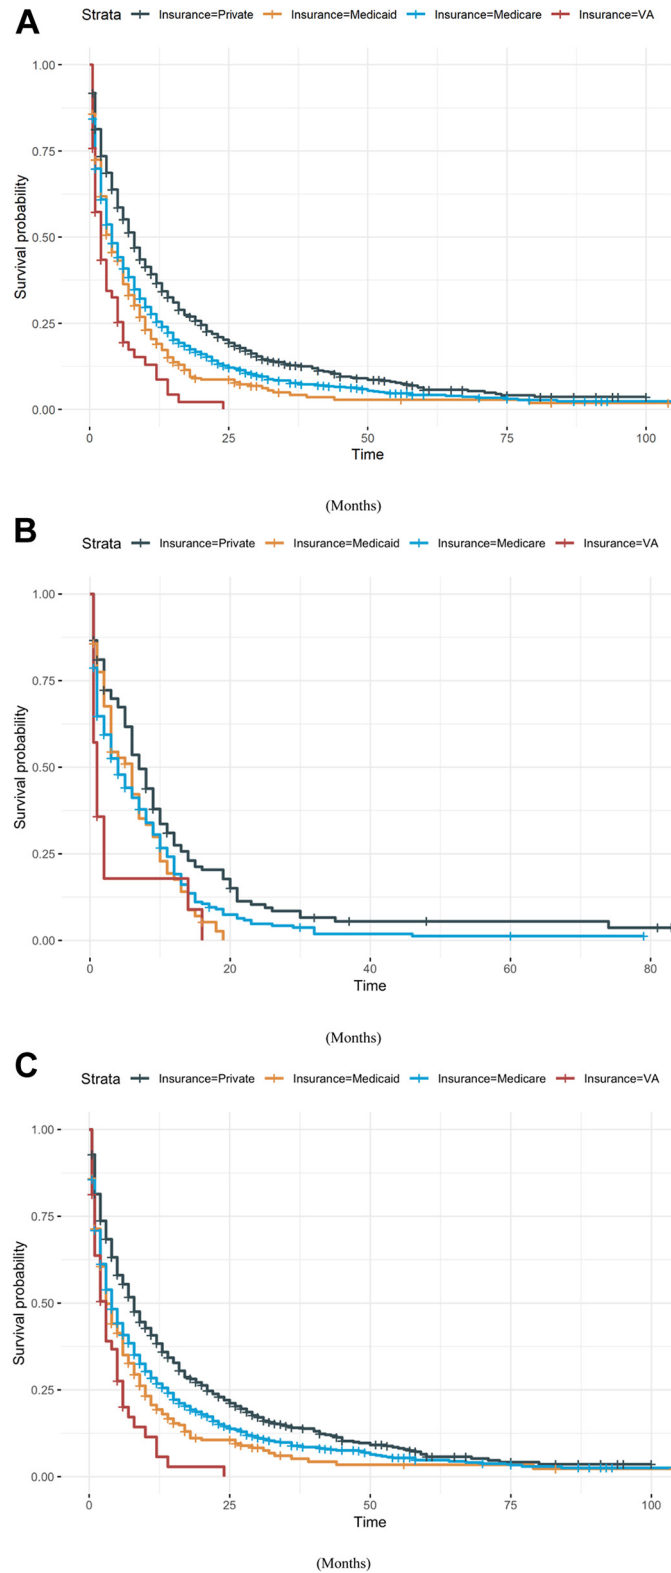 A
Strata Insurance=Private Insurance=Medicaid Insurance=Medicare Insurance=VA
1.00
0.75
0.50
0.25
0.00
Survival probability
0 25 50 75 100
Time
(Months)
B
Strata Insurance=Private Insurance=Medicaid Insurance=Medicare Insurance=VA
1.00
0.75
0.50
0.25
0.00
Survival probability
0 20 40 60 80
Time
(Months)
C
Strata Insurance=Private Insurance=Medicaid Insurance=Medicare Insurance=VA
1.00
0.75
0.50
0.25
0.00
Survival probability
0 25 50 75 100
Time
(Months)